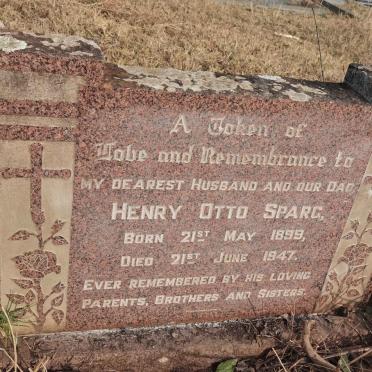 A Token of
Love and Remembrance to
MY DEAREST HUSBAND AND OUR DAD
HENRY OTTO SPARG,
BORN 21ST MAY 1899,
DIED 21ST JUNE 1947.
EVER REMEMBERED BY HIS LOVING
PARENTS, BROTHERS AND SISTERS.